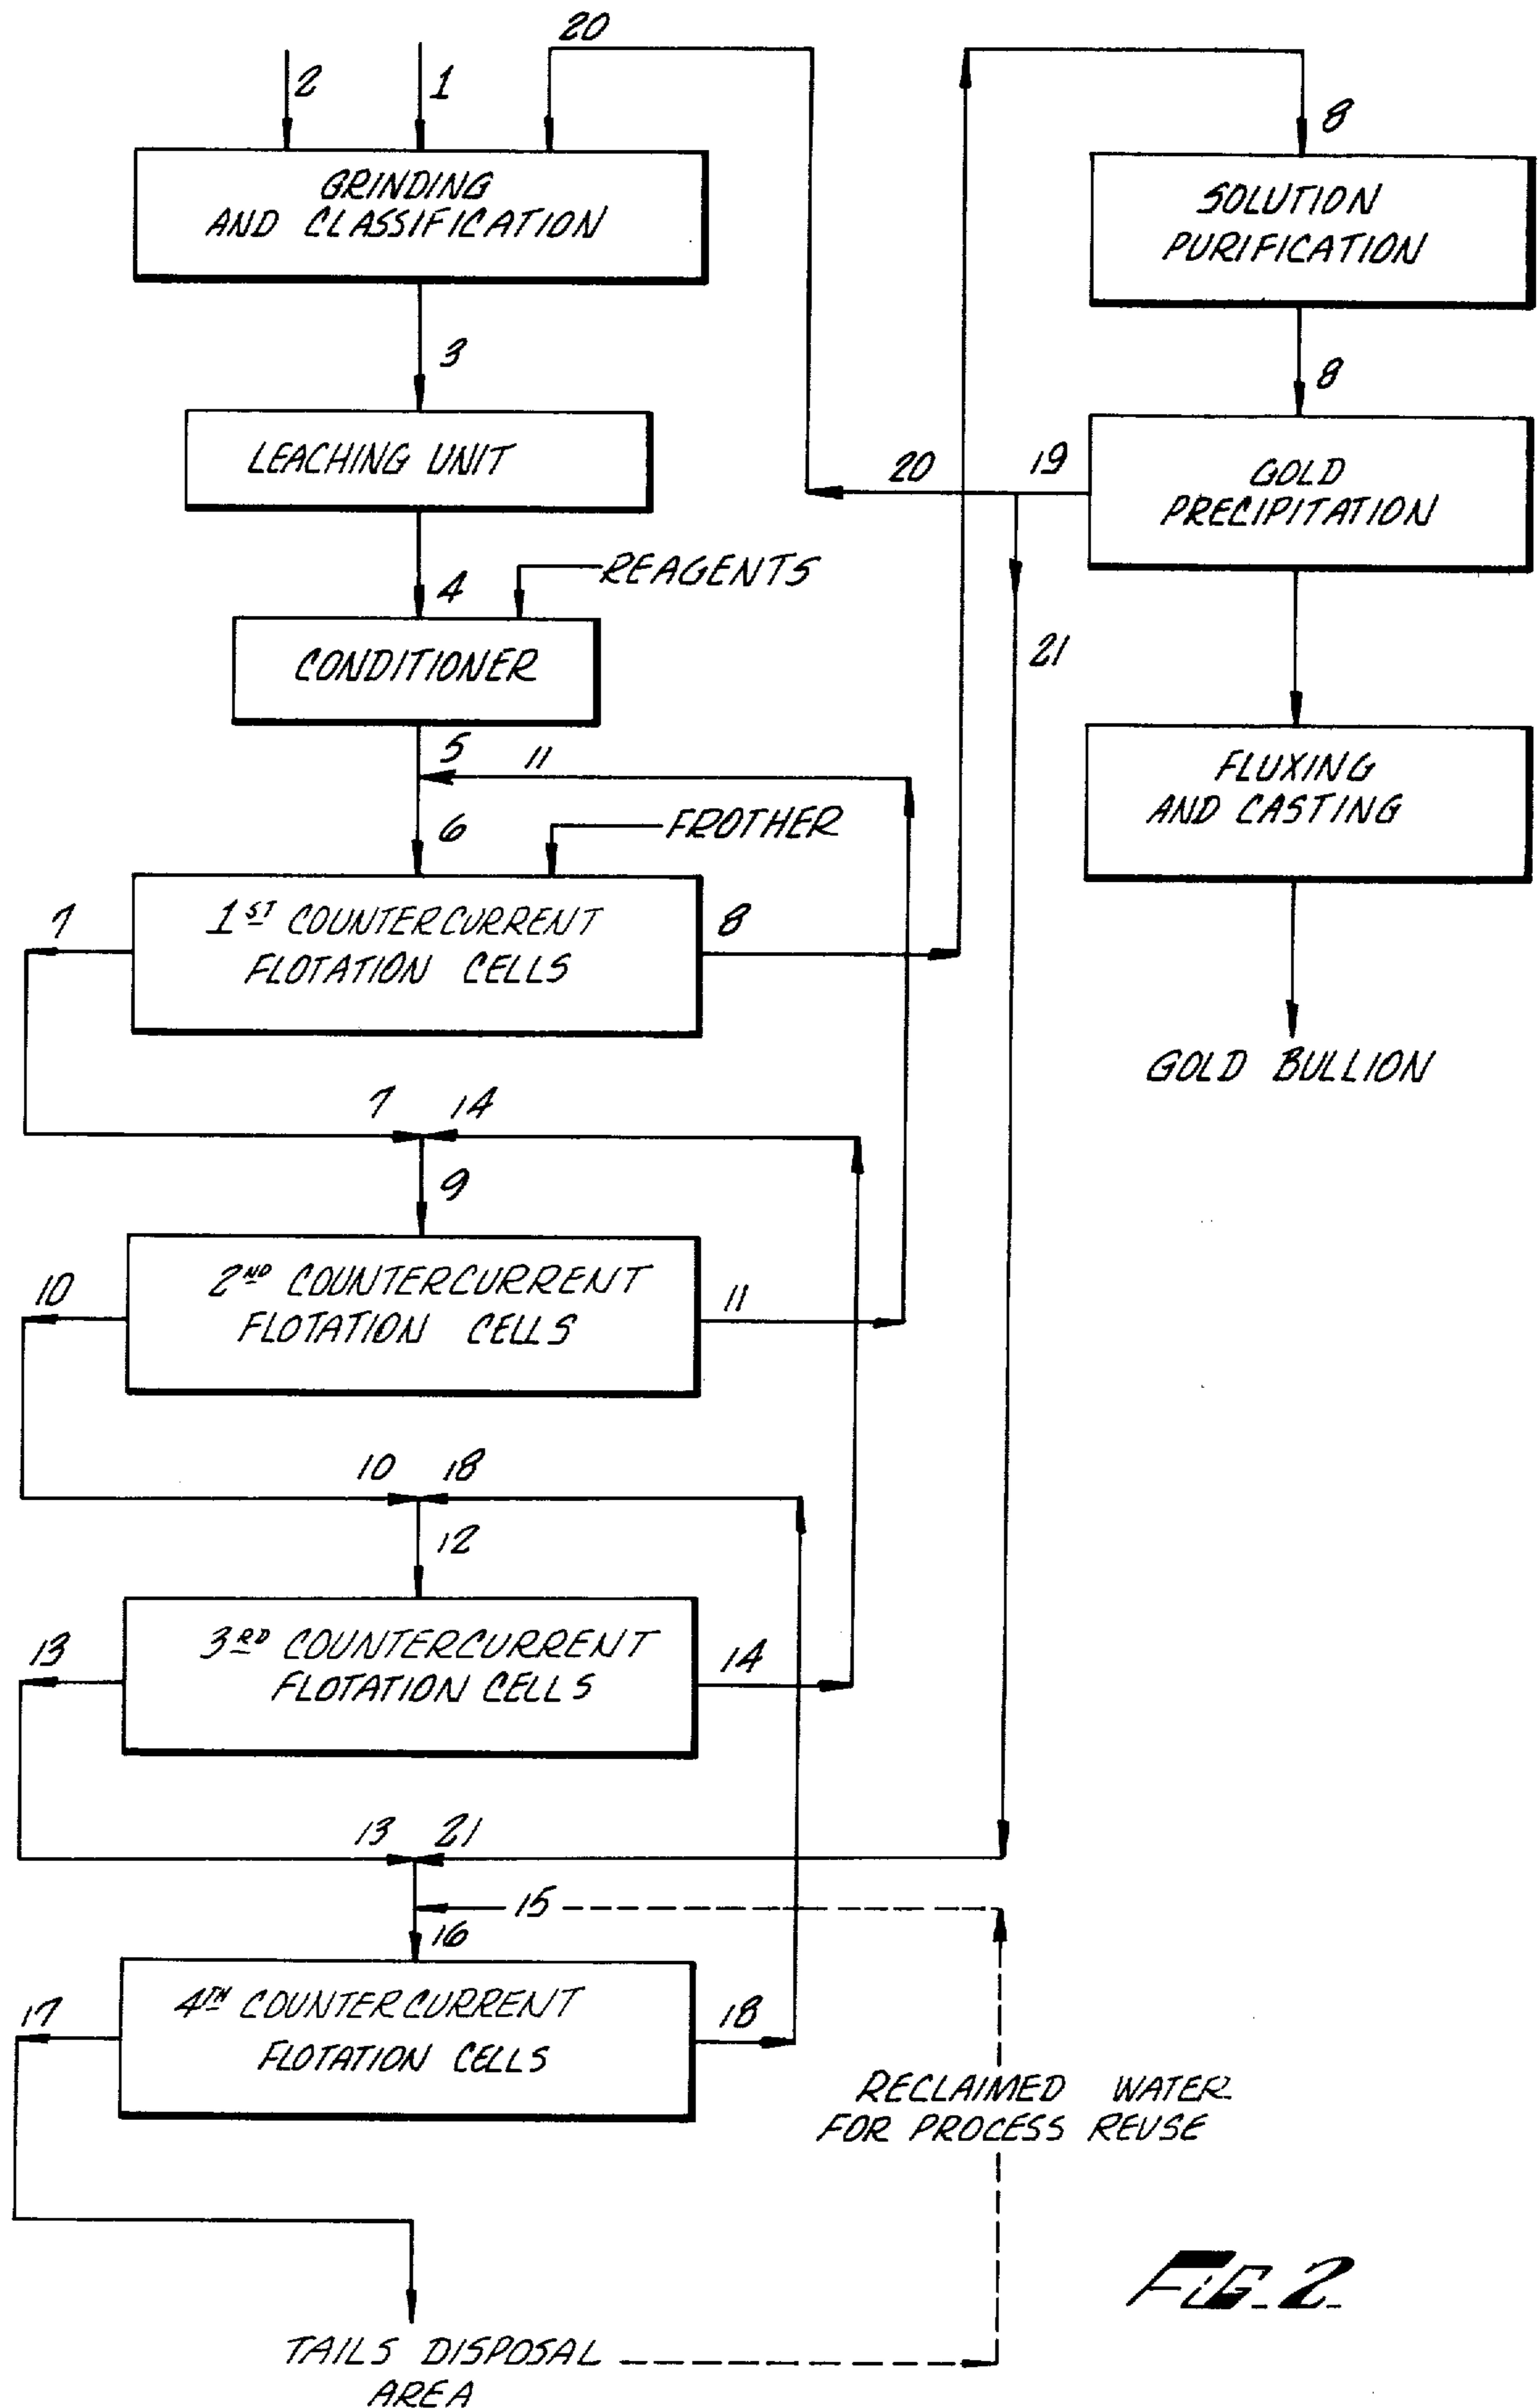 20
2
1
GRINDING
AND CLASSIFICATION
3
LEACHING UNIT
4
REAGENTS
CONDITIONER
5
11
6
FROTHER
1ST COUNTERCURRENT
FLOTATION CELLS
7
8
7
14
9
2ND COUNTERCURRENT
FLOTATION CELLS
10
11
10
18
12
3RD COUNTERCURRENT
FLOTATION CELLS
13
14
13
21
15
16
4TH COUNTERCURRENT
FLOTATION CELLS
17
18
TAILS DISPOSAL
AREA
RECLAIMED WATER
FOR PROCESS REUSE
8
SOLUTION
PURIFICATION
8
GOLD
PRECIPITATION
19
20
21
FLUXING
AND CASTING
GOLD BULLION
FIG. 2